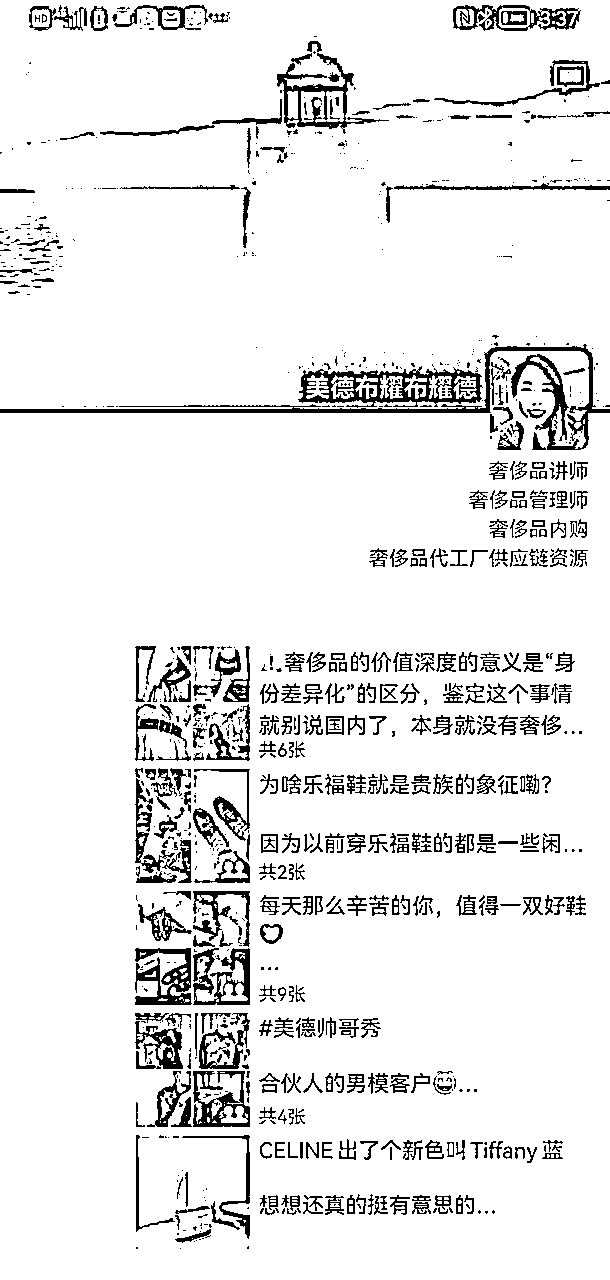 HD
3:37
美德布耀布耀德
奢侈品讲师
奢侈品管理师
奢侈品内购
奢侈品代工厂供应链资源
奢侈品的价值深度的意义是“身
份差异化”的区分，鉴定这个事情
就别说国内了，本身就没有奢侈...
共6张
为啥乐福鞋就是贵族的象征嘞？
因为以前穿乐福鞋的都是一些闲...
共2张
每天那么辛苦的你，值得一双好鞋
...
共9张
#美德帅哥秀
合伙人的男模客户😄...
共4张
CELINE 出了个新色叫 Tiffany 蓝
想想还真的挺有意思的...